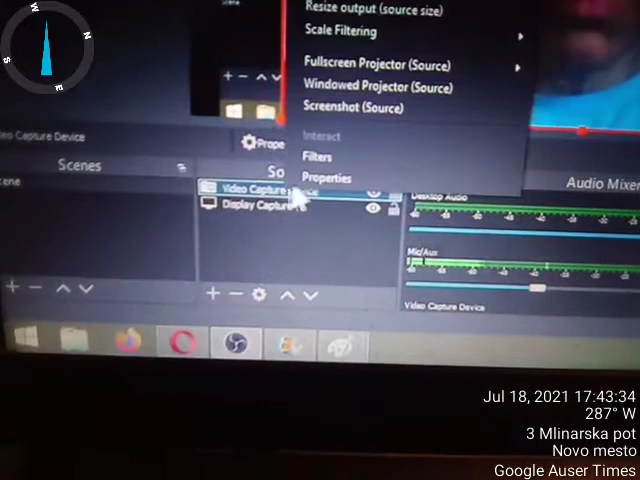 W
N
S
E
Resize output (source size)
Scale Filtering
Fullscreen Projector (Source)
Windowed Projector (Source)
Screenshot (Source)
Interact
Filters
Properties
Capture Device
Prope
Scenes
So
Audio Mixer
Video Capture
Display Capture
Desktop Audio
Mic/Aux
Video Capture Device
Jul 18, 2021 17:43:34
287° W
3 Mlinarska pot
Novo mesto
Google Auser Times